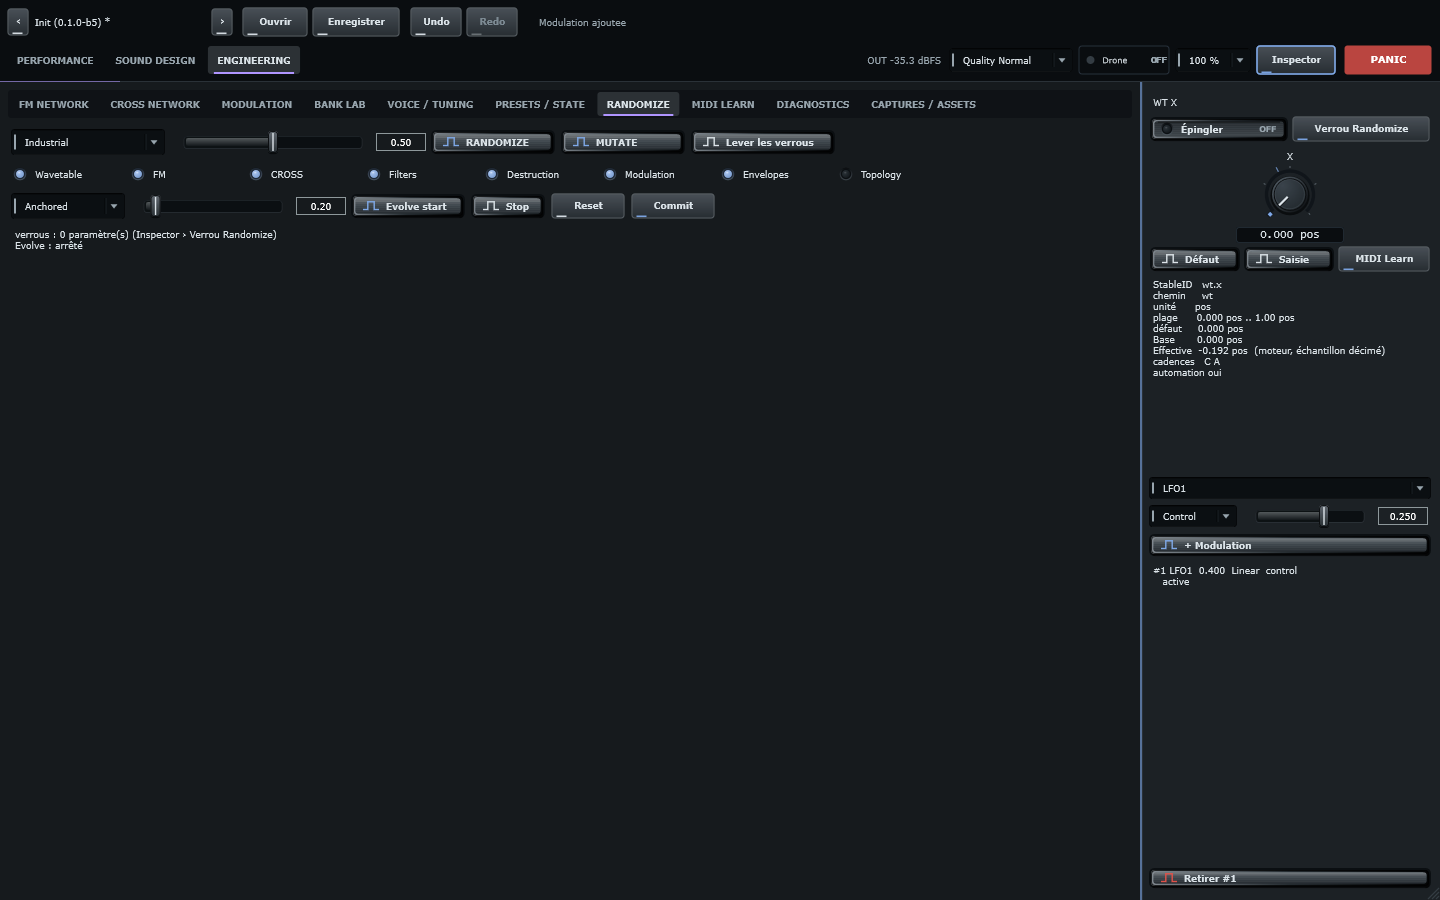 ‹ Init (0.1.0-b5) * › Ouvrir Enregistrer Undo Redo Modulation ajoutee
PERFORMANCE SOUND DESIGN ENGINEERING OUT -35.3 dBFS Quality Normal Drone OFF 100 % Inspector PANIC
FM NETWORK CROSS NETWORK MODULATION BANK LAB VOICE / TUNING PRESETS / STATE RANDOMIZE MIDI LEARN DIAGNOSTICS CAPTURES / ASSETS
Industrial 0.50 RANDOMIZE MUTATE Lever les verrous
Wavetable FM CROSS Filters Destruction Modulation Envelopes Topology
Anchored 0.20 Evolve start Stop Reset Commit
verrous : 0 paramètre(s) (Inspector › Verrou Randomize)
Evolve : arrêté
WT X
Épingler OFF Verrou Randomize
X
0.000 pos
Défaut Saisie MIDI Learn
StableID wt.x
chemin wt
unité pos
plage 0.000 pos .. 1.00 pos
défaut 0.000 pos
Base 0.000 pos
Effective -0.192 pos (moteur, échantillon décimé)
cadences C A
automation oui
LFO1
Control 0.250
+ Modulation
#1 LFO1 0.400 Linear control
active
Retirer #1